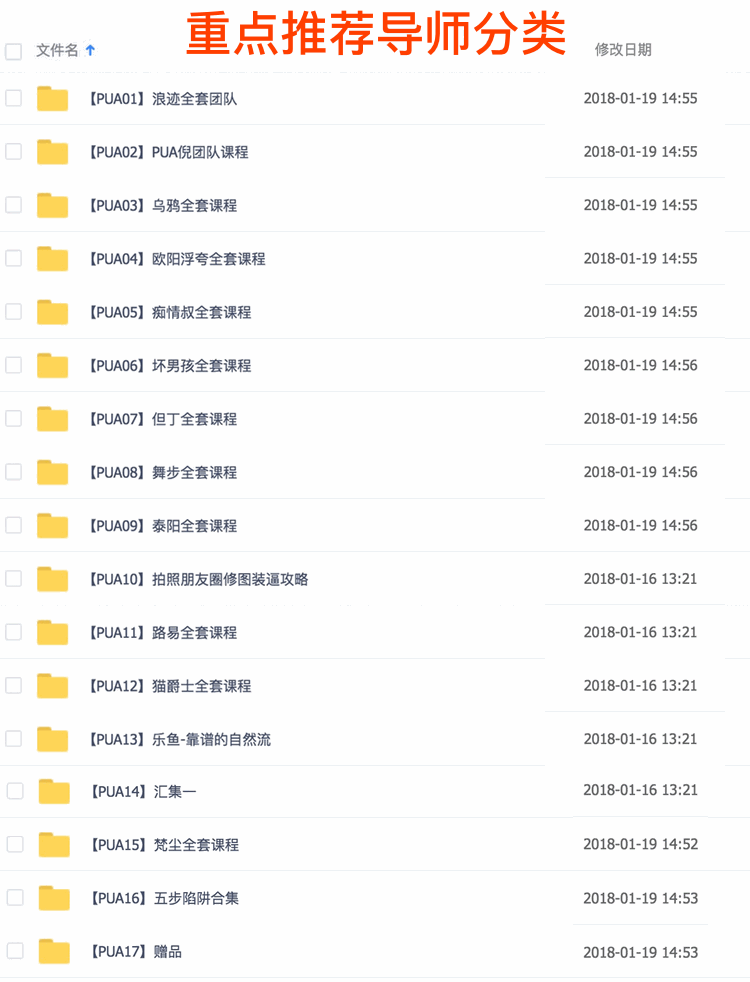 重点推荐导师分类
文件名 修改日期
【PUA01】浪迹全套团队 2018-01-19 14:55
【PUA02】PUA倪团队课程 2018-01-19 14:55
【PUA03】乌鸦全套课程 2018-01-19 14:55
【PUA04】欧阳浮夸全套课程 2018-01-19 14:55
【PUA05】痴情叔全套课程 2018-01-19 14:55
【PUA06】坏男孩全套课程 2018-01-19 14:56
【PUA07】但丁全套课程 2018-01-19 14:56
【PUA08】舞步全套课程 2018-01-19 14:56
【PUA09】泰阳全套课程 2018-01-19 14:56
【PUA10】拍照朋友圈修图装逼攻略 2018-01-16 13:21
【PUA11】路易全套课程 2018-01-16 13:21
【PUA12】猫爵士全套课程 2018-01-16 13:21
【PUA13】乐鱼-靠谱的自然流 2018-01-16 13:21
【PUA14】汇集一 2018-01-16 13:21
【PUA15】梵尘全套课程 2018-01-19 14:52
【PUA16】五步陷阱合集 2018-01-19 14:53
【PUA17】赠品 2018-01-19 14:53